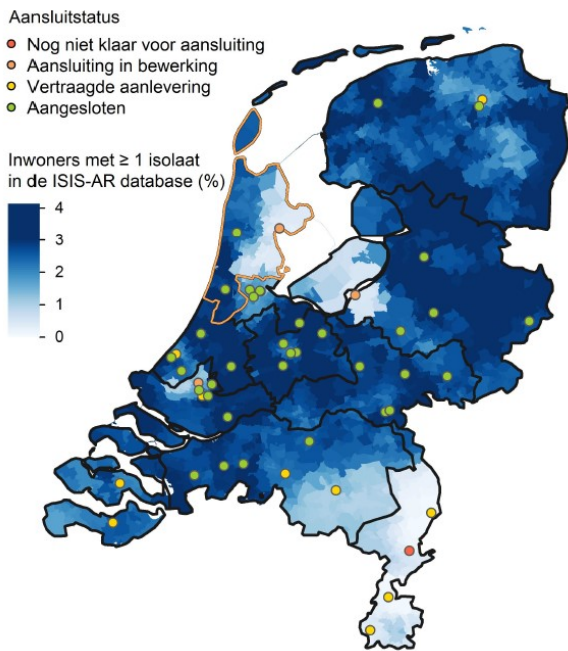 Aansluitstatus
Nog niet klaar voor aansluiting
Aansluiting in bewerking
Vertraagde aanlevering
Aangesloten
Inwoners met ≥ 1 isolaat
in de ISIS-AR database (%)
4
3
2
1
0